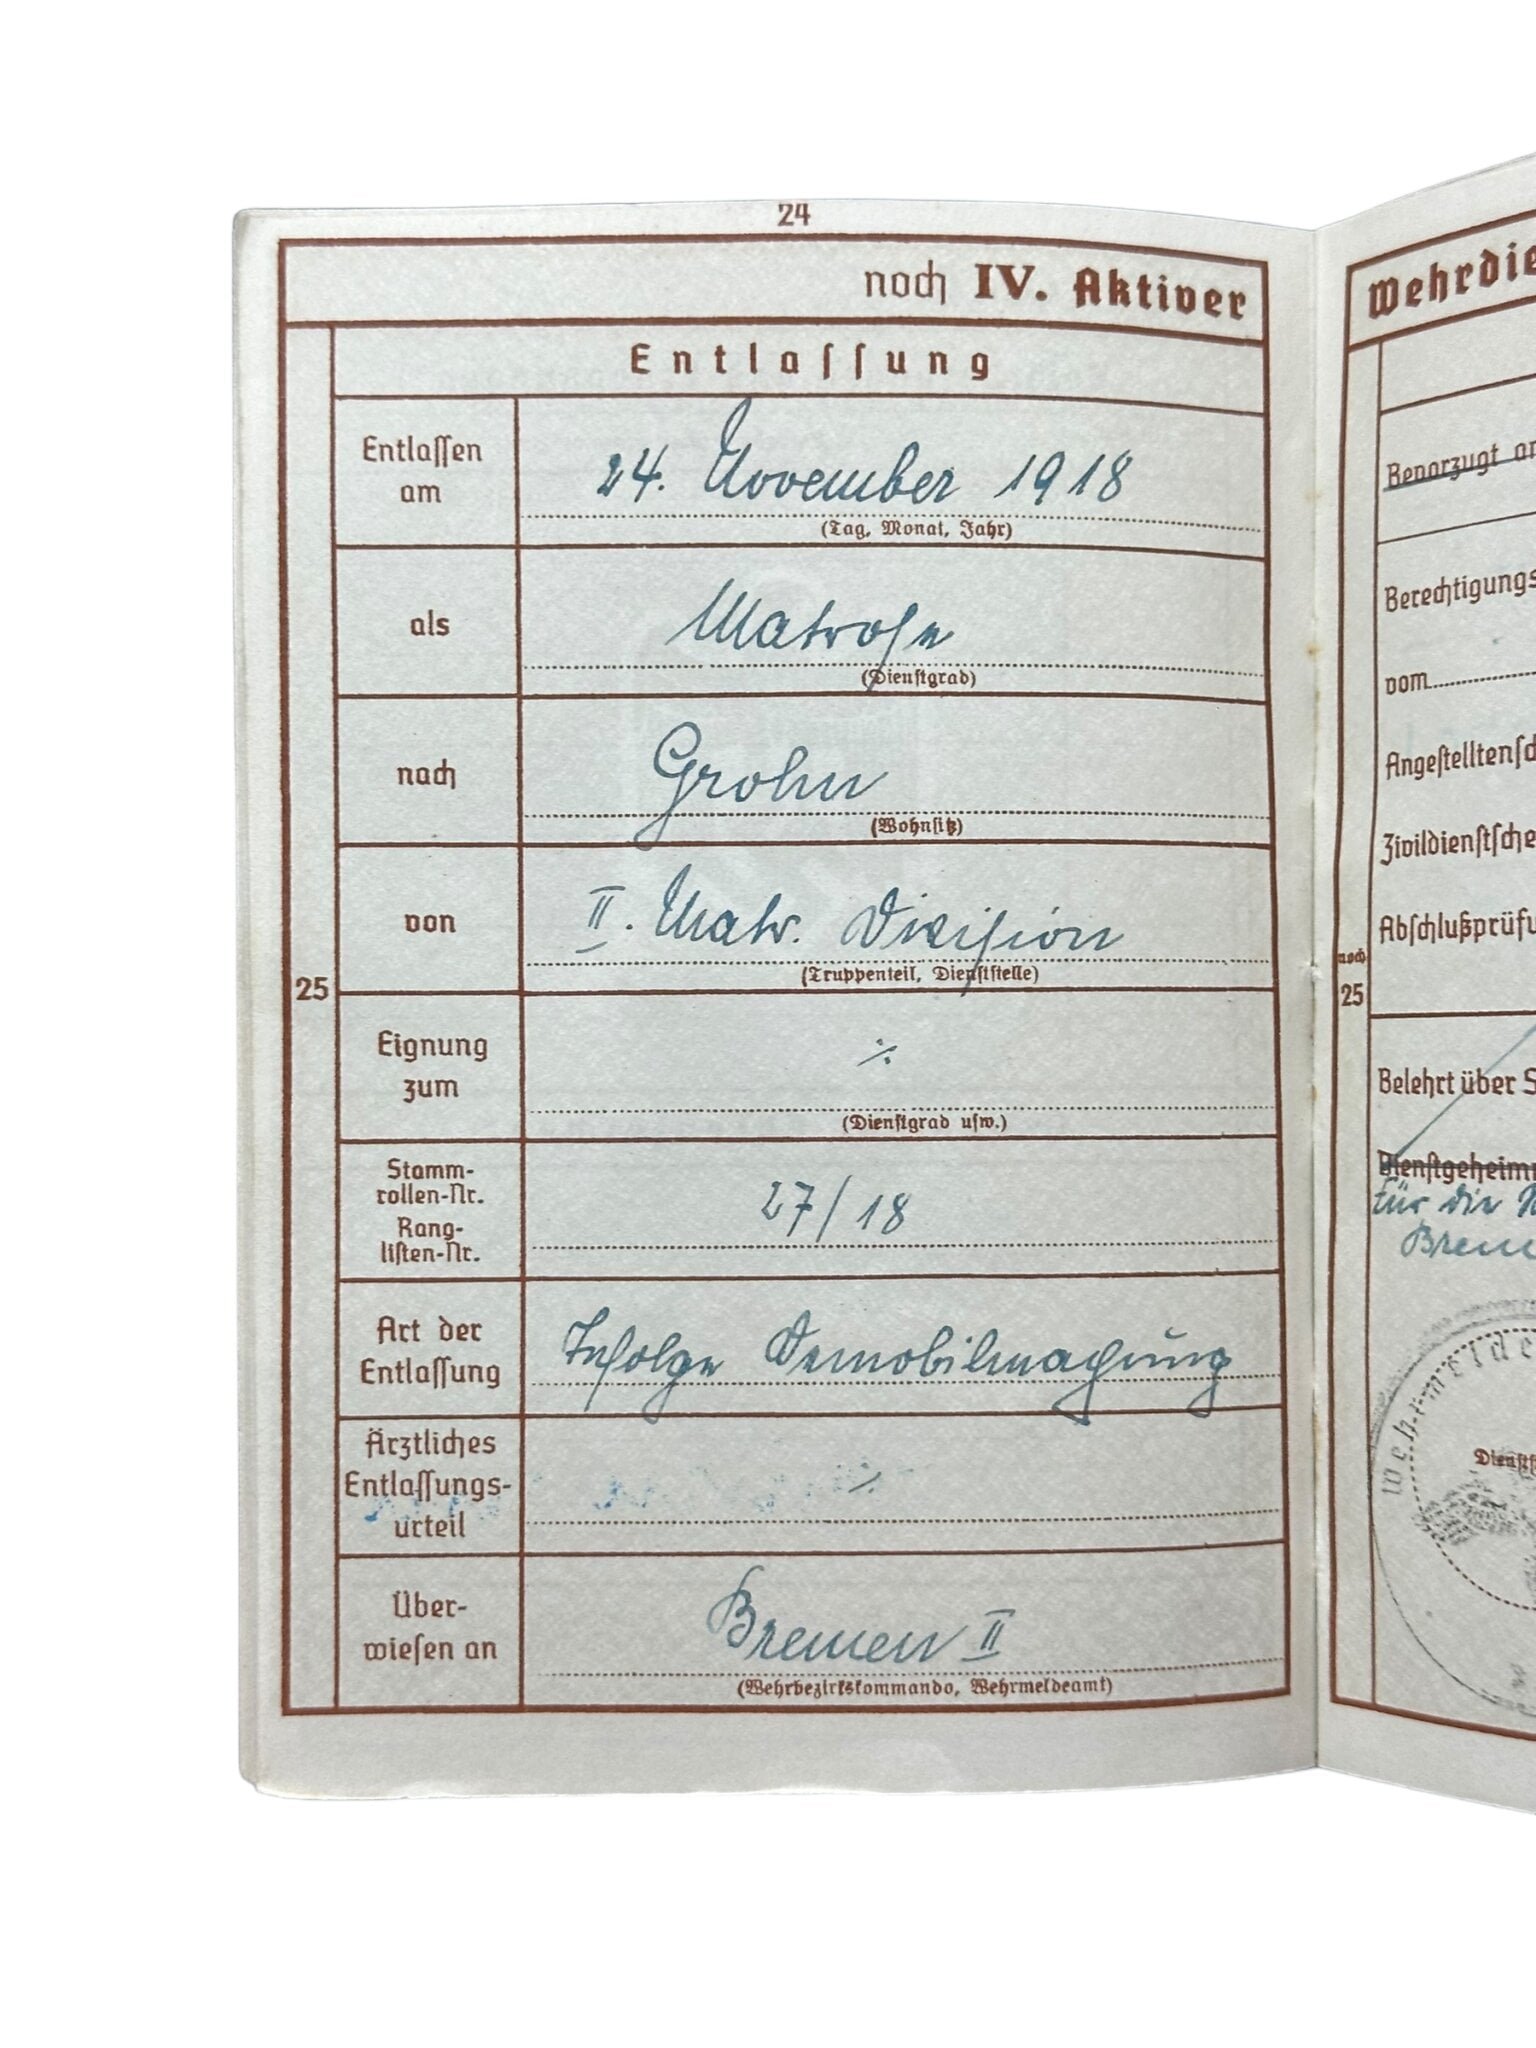 24
noch IV. Aktiver
Entlassung
Entlassen am
24. November 1918
(Tag, Monat, Jahr)
als
Matrose
(Dienstgrad)
nach
Grohn
(Wohnsitz)
von
II. Matr. Division
(Truppenteil, Dienststelle)
25
Eignung zum
./.
(Dienstgrad usw.)
Stamm-
rollen-Nr.
Rang-
listen-Nr.
27/18
Art der
Entlassung
Infolge Demobilmachung
Ärztliches
Entlassungs-
urteil
./.
Über-
wiesen an
Bremen II
(Wehrbezirkskommando, Wehrmeldeamt)
Wehrdie
Bevorzugt
Berechtigungs
vom
Angestelltensch
Zivildienstsche
Abschlußprüfu
noch
25
Belehrt über S
Dienstgeheim
für die
Brem
Wehrmelde
Dienst